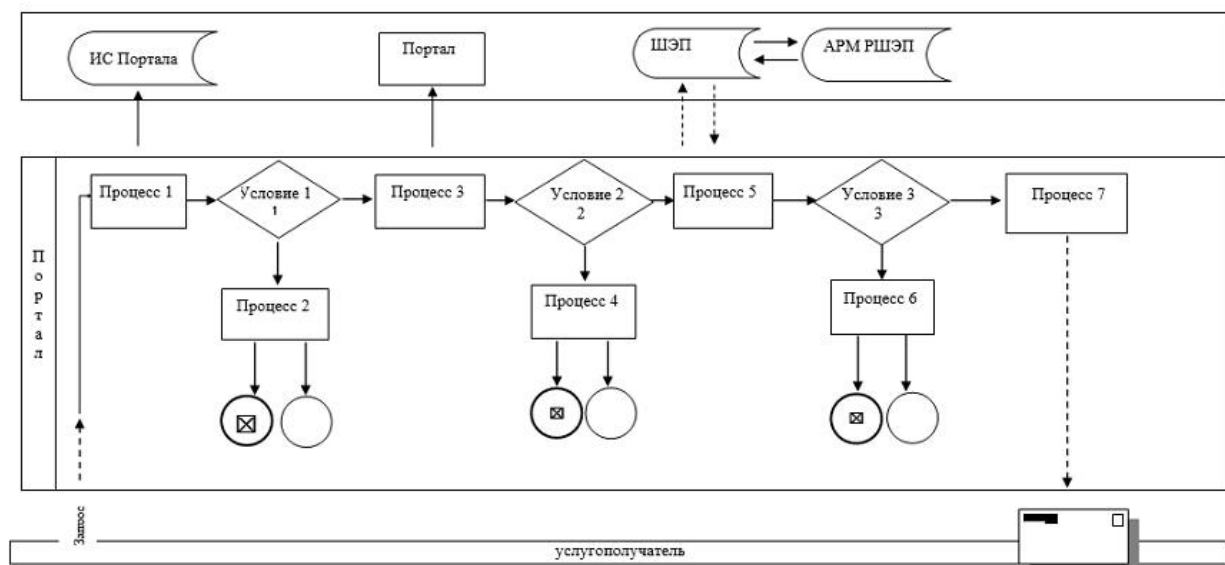 ИС Портала
Портал
ШЭП
АРМ РШЭП
Процесс 1
Условие 1
1
Процесс 3
Условие 2
2
Процесс 5
Условие 3
3
Процесс 7
Портал
Процесс 2
Процесс 4
Процесс 6
Запрос
услугополучатель